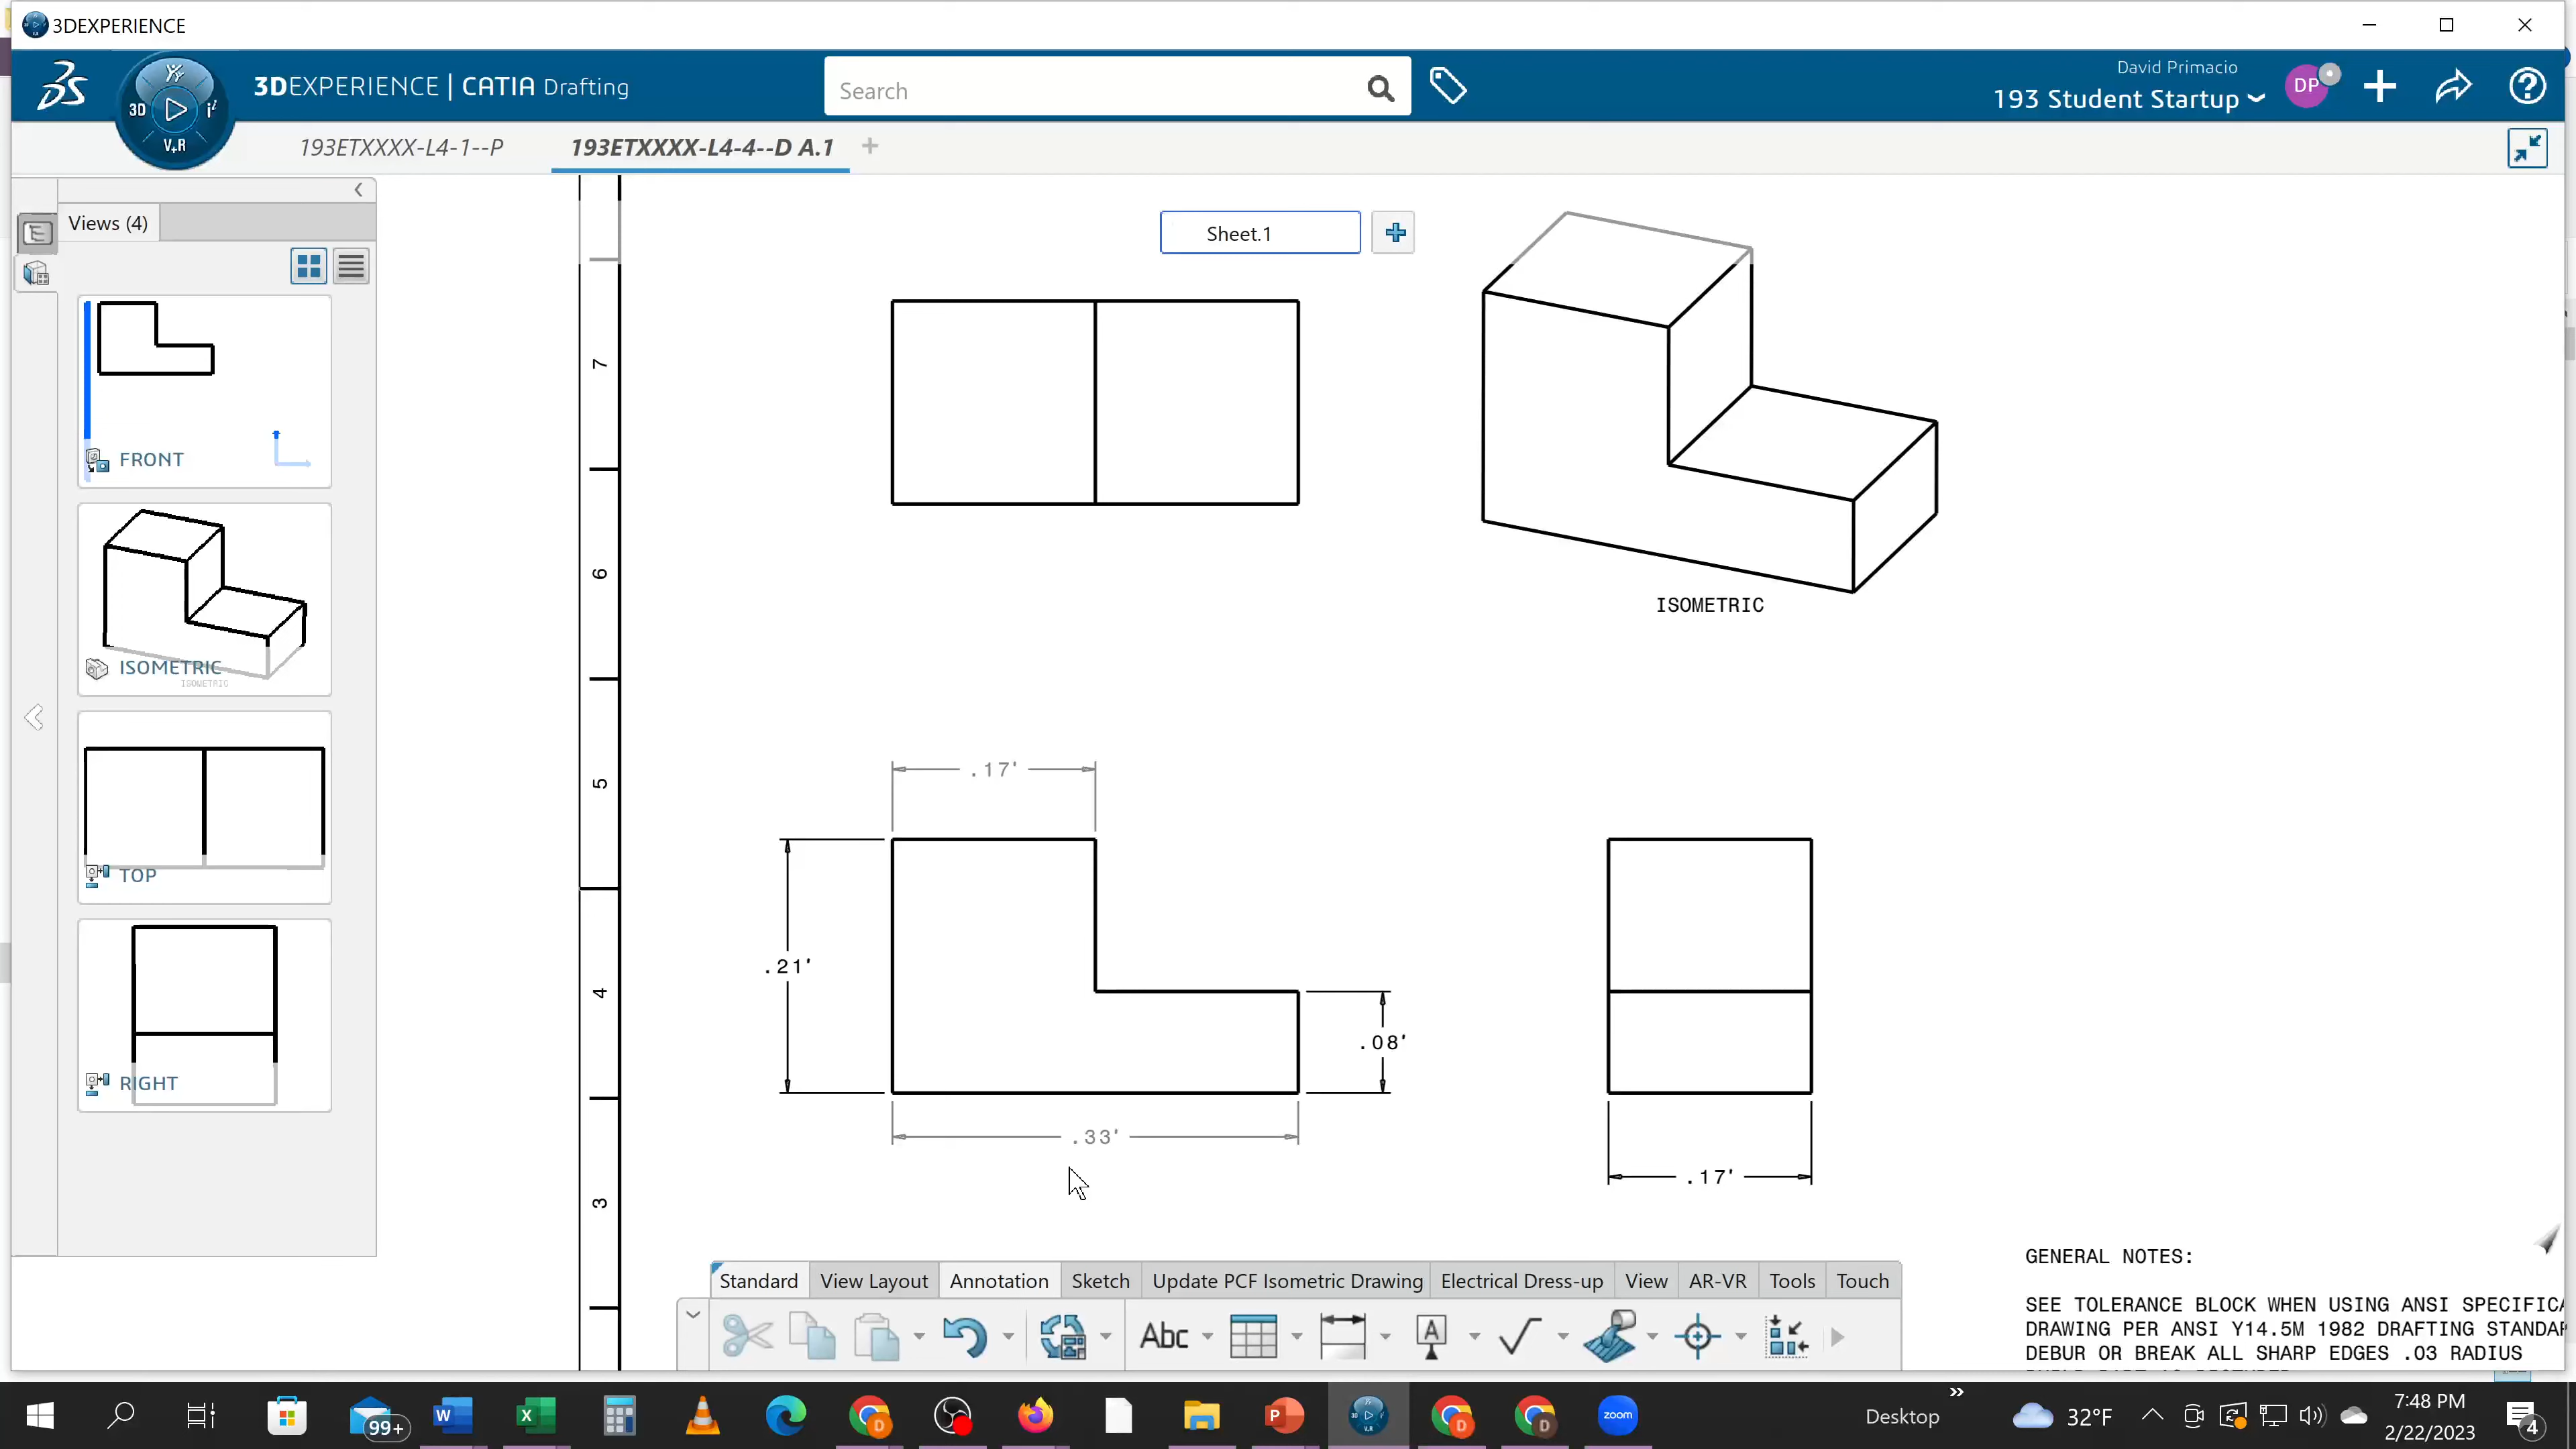 3DEXPERIENCE
3DEXPERIENCE | CATIA Drafting
Search
David Primacio
193 Student Startup
DP
3D
V+R
193ETXXXX-L4-1--P
193ETXXXX-L4-4--D A.1
Views (4)
FRONT
ISOMETRIC
ISOMETRIC
TOP
RIGHT
Sheet.1
7
6
5
4
3
ISOMETRIC
.17'
.21'
.08'
.33'
.17'
GENERAL NOTES:
SEE TOLERANCE BLOCK WHEN USING ANSI
DRAWING PER ANSI Y14.5M 1982 DRAFTING
DEBUR OR BREAK ALL SHARP EDGES .03 RADIUS
Standard View Layout Annotation Sketch Update PCF Isometric Drawing Electrical Dress-up View AR-VR Tools Touch
Abc
A
99+
W
X
D
P
D
D
zoom
Desktop
32°F
7:48 PM
2/22/2023
4